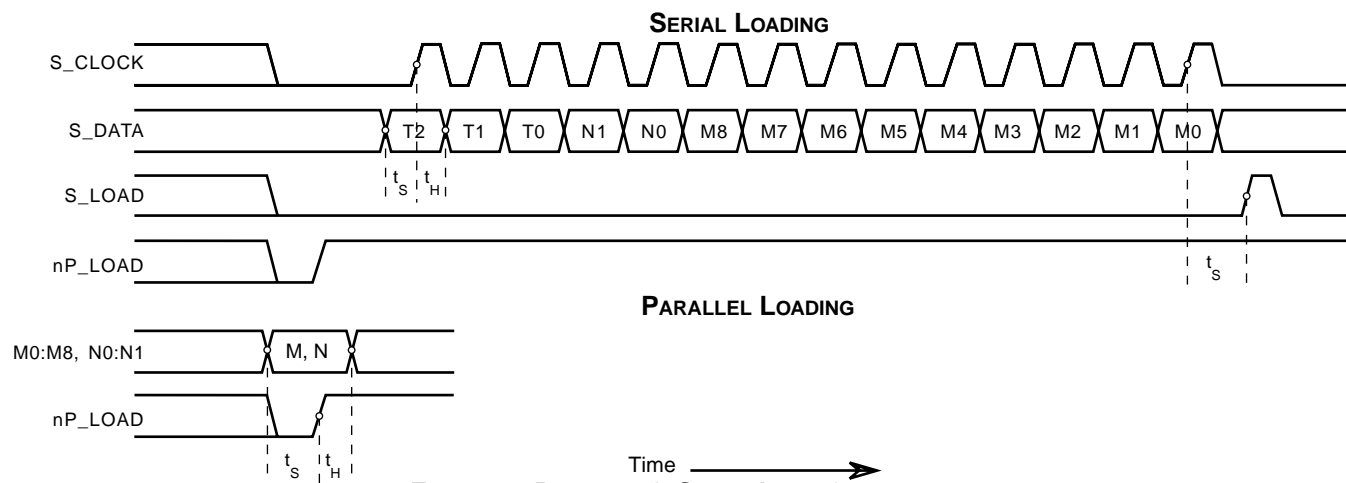 SERIAL LOADING
S_CLOCK
S_DATA T2 T1 T0 N1 N0 M8 M7 M6 M5 M4 M3 M2 M1 M0
tS tH
S_LOAD
nP_LOAD
tS
PARALLEL LOADING
M0:M8, N0:N1 M, N
nP_LOAD
tS tH
Time